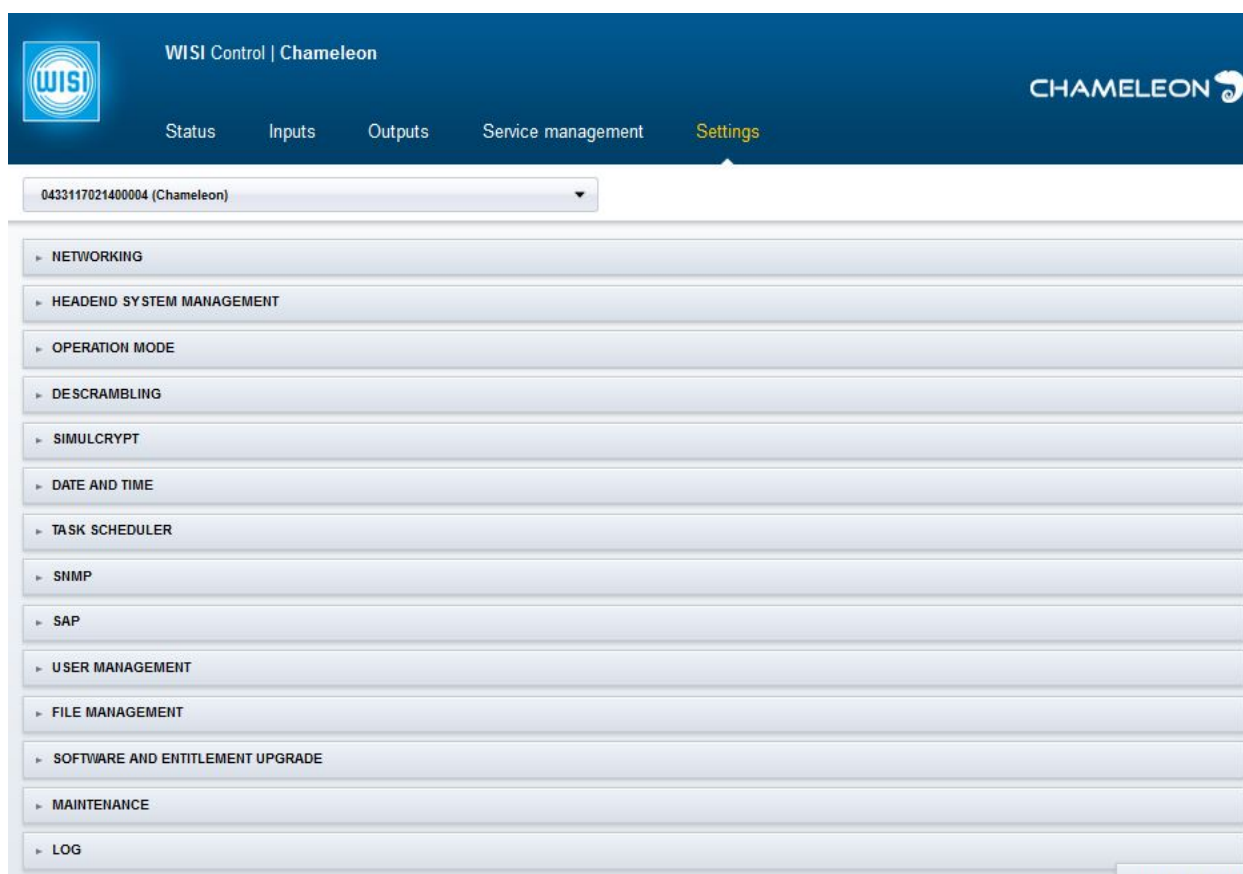 WISI
WISI Control | Chameleon
CHAMELEON
Status Inputs Outputs Service management Settings
0433117021400004 (Chameleon)
NETWORKING
HEADEND SYSTEM MANAGEMENT
OPERATION MODE
DESCRAMBLING
SIMULCRYPT
DATE AND TIME
TASK SCHEDULER
SNMP
SAP
USER MANAGEMENT
FILE MANAGEMENT
SOFTWARE AND ENTITLEMENT UPGRADE
MAINTENANCE
LOG